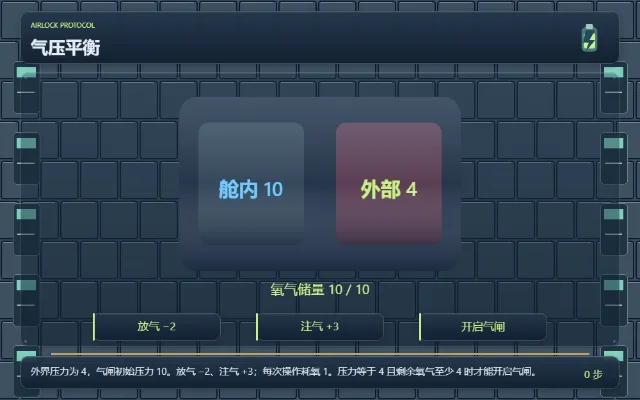 AIRLOCK PROTOCOL
气压平衡
舱内 10
外部 4
氧气储量 10 / 10
放气 −2
注气 +3
开启气闸
外界压力为 4，气闸初始压力 10。放气 −2、注气 +3；每次操作耗氧 1。压力等于 4 且剩余氧气至少 4 时才能开启气闸。
0 步